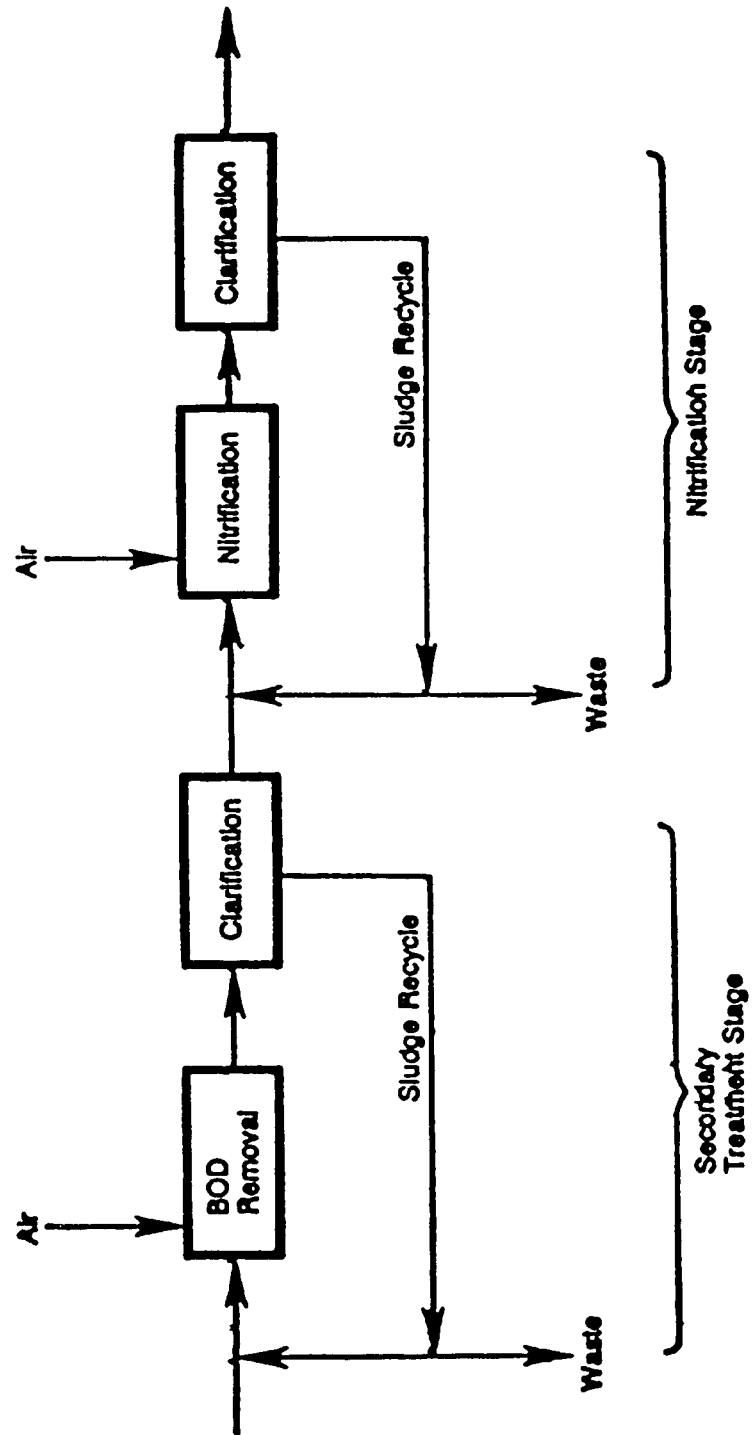 Air
BOD
Removal
Clarification
Sludge Recycle
Waste
Secondary
Treatment Stage
Air
Nitrification
Clarification
Sludge Recycle
Waste
Nitrification Stage